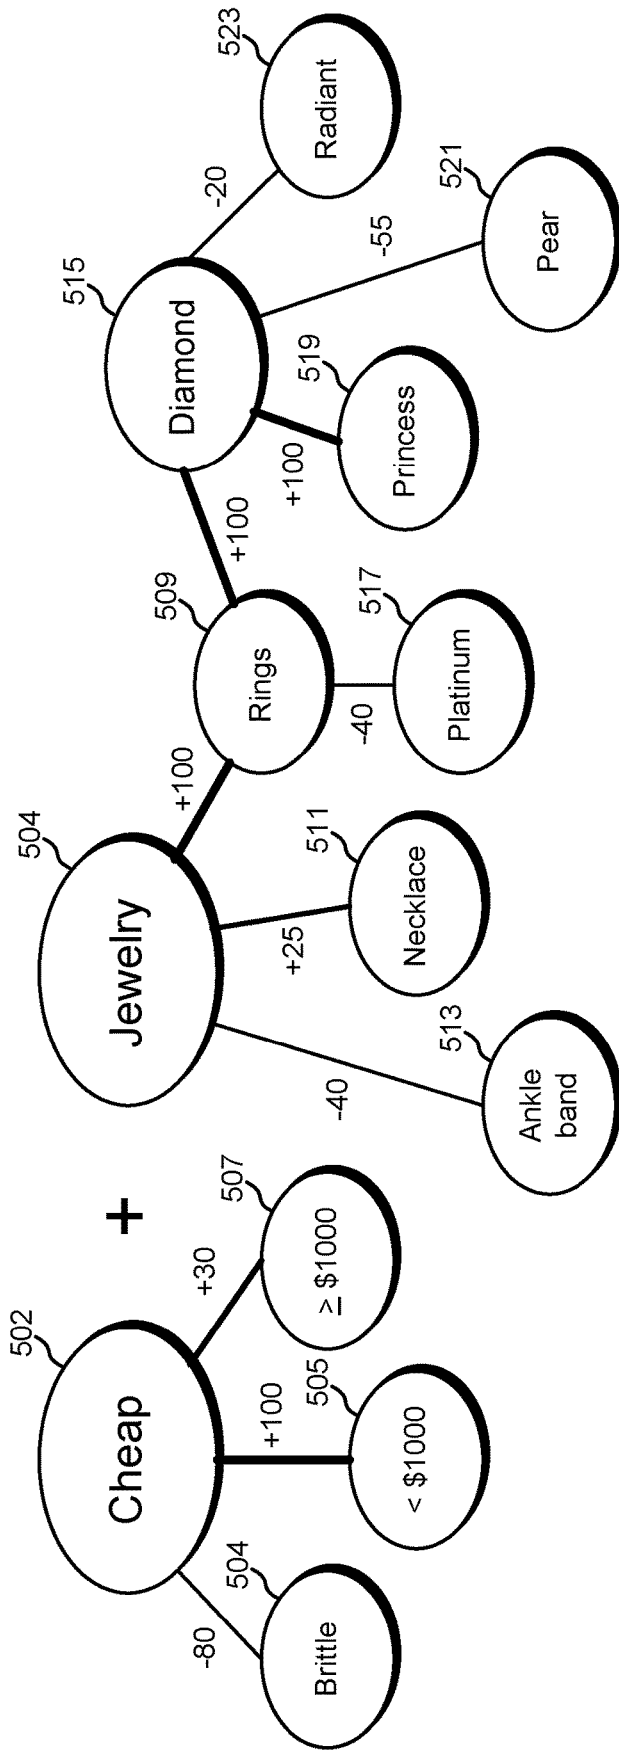 502
Cheap
-80
504
Brittle
+100
505
< $1000
+30
507
≥ $1000
+
504
Jewelry
-40
513
Ankle
band
+25
511
Necklace
+100
509
Rings
-40
517
Platinum
+100
515
Diamond
+100
519
Princess
-55
521
Pear
-20
523
Radiant